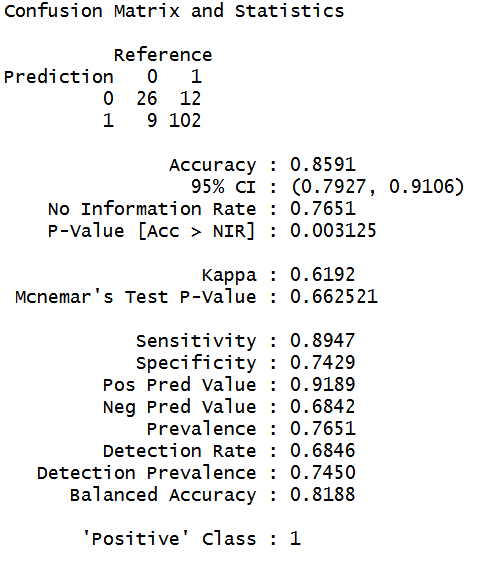 Confusion Matrix and Statistics
Reference
Prediction 0 1
0 26 12
1 9 102
Accuracy : 0.8591
95% CI : (0.7927, 0.9106)
No Information Rate : 0.7651
P-Value [Acc > NIR] : 0.003125
Kappa : 0.6192
Mcnemar's Test P-Value : 0.662521
Sensitivity : 0.8947
Specificity : 0.7429
Pos Pred Value : 0.9189
Neg Pred Value : 0.6842
Prevalence : 0.7651
Detection Rate : 0.6846
Detection Prevalence : 0.7450
Balanced Accuracy : 0.8188
'Positive' Class : 1